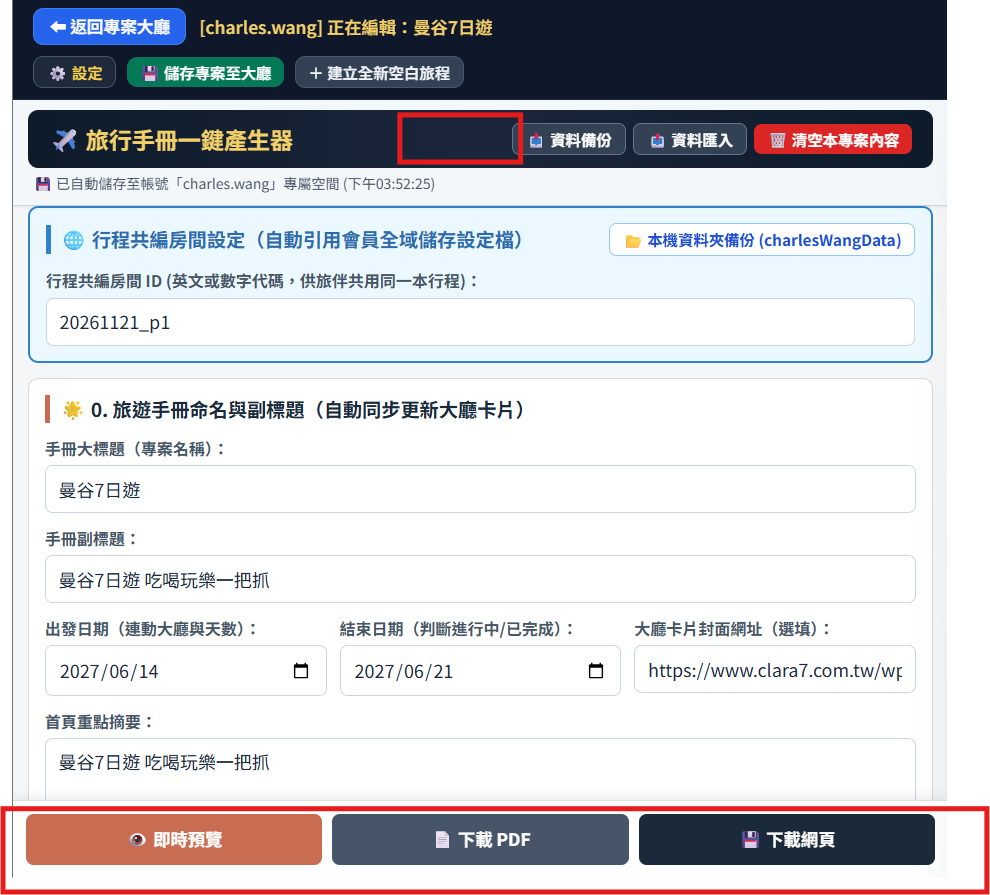 返回專案大廳 [charles.wang] 正在編輯：曼谷7日遊
設定 儲存專案至大廳 ＋ 建立全新空白旅程
旅行手冊一鍵產生器 資料備份 資料匯入 清空本專案內容
已自動儲存至帳號「charles.wang」專屬空間 (下午03:52:25)
行程共編房間設定（自動引用會員全域儲存設定檔） 本機資料夾備份 (charlesWangData)
行程共編房間 ID (英文或數字代碼，供旅伴共用同一本行程)：
20261121_p1
0. 旅遊手冊命名與副標題（自動同步更新大廳卡片）
手冊大標題（專案名稱）：
曼谷7日遊
手冊副標題：
曼谷7日遊 吃喝玩樂一把抓
出發日期（連動大廳與天數）： 結束日期（判斷進行中/已完成）： 大廳卡片封面網址（選填）：
2027/06/14 2027/06/21 https://www.clara7.com.tw/wp
首頁重點摘要：
曼谷7日遊 吃喝玩樂一把抓
即時預覽 下載 PDF 下載網頁